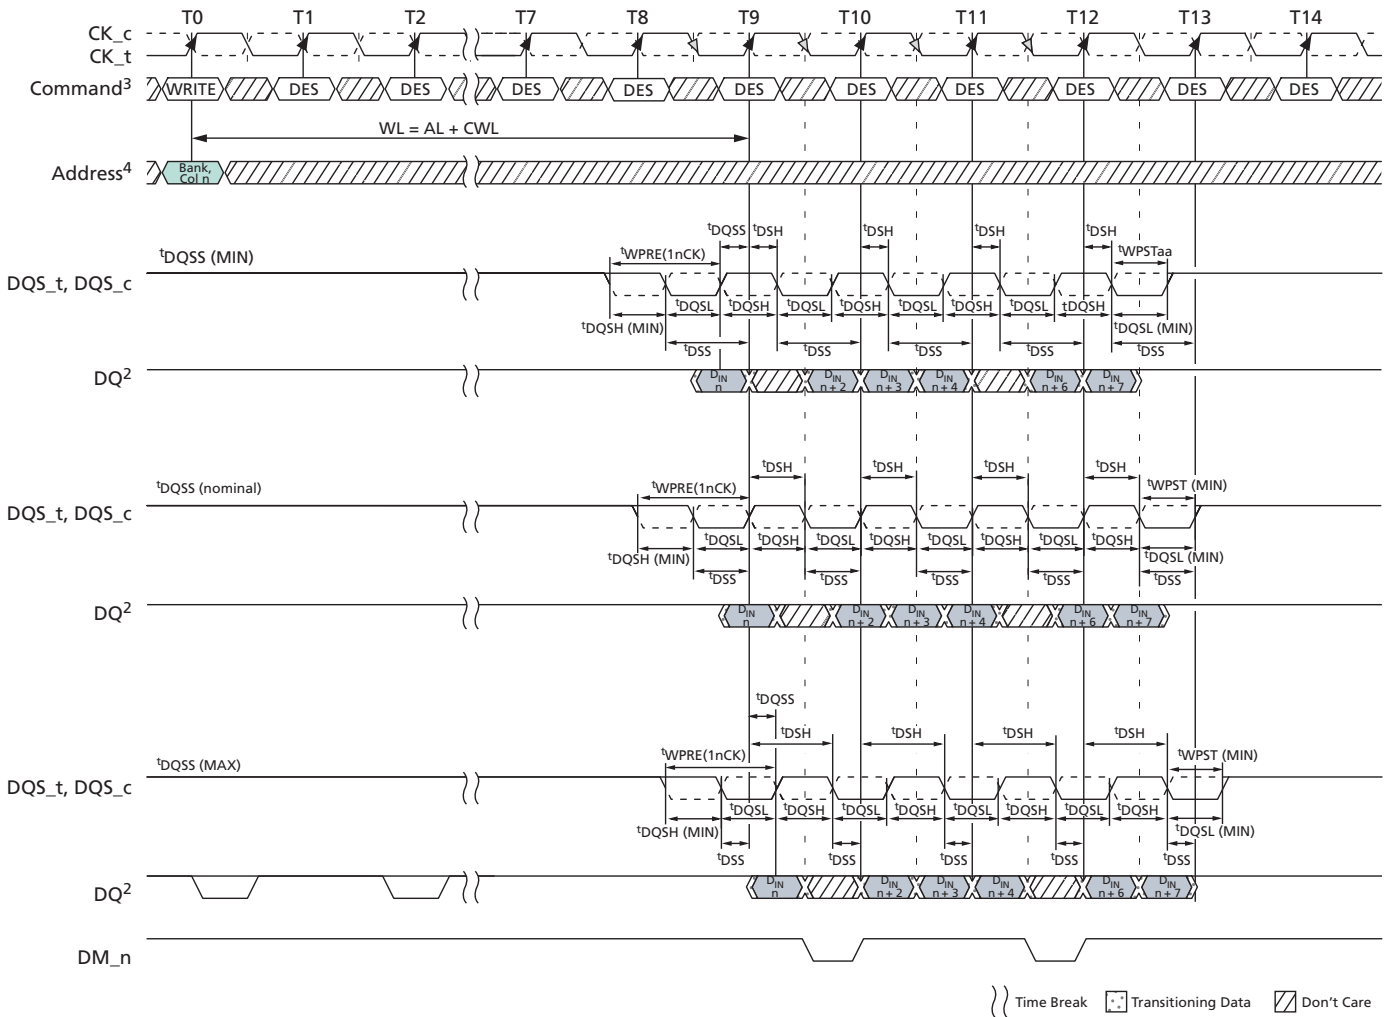 T0 T1 T2 T7 T8 T9 T10 T11 T12 T13 T14
CK_c
CK_t
Command3 WRITE DES DES DES DES DES DES DES DES DES DES
WL = AL + CWL
Address4 Bank, Col n
tDQSS tDSH tDSH tDSH tDSH
tDQSS (MIN) tWPRE(1nCK) tWPSTaa
DQS_t, DQS_c
tDQSL tDQSH tDQSL tDQSH tDQSL tDQSH tDQSL tDQSH
tDQSH (MIN) tDQSL (MIN)
tDSS tDSS tDSS tDSS tDSS
DQ2 DIN n DIN n + 2 DIN n + 3 DIN n + 4 DIN n + 6 DIN n + 7
tDSH tDSH tDSH tDSH
tDQSS (nominal) tWPRE(1nCK) tWPST (MIN)
DQS_t, DQS_c
tDQSL tDQSH tDQSL tDQSH tDQSL tDQSH tDQSL tDQSH
tDQSH (MIN) tDQSL (MIN)
tDSS tDSS tDSS tDSS tDSS
DQ2 DIN n DIN n + 2 DIN n + 3 DIN n + 4 DIN n + 6 DIN n + 7
tDQSS
tDSH tDSH tDSH tDSH
tDQSS (MAX) tWPRE(1nCK) tWPST (MIN)
DQS_t, DQS_c
tDQSL tDQSH tDQSL tDQSH tDQSL tDQSH tDQSL tDQSH
tDQSH (MIN) tDQSL (MIN)
tDSS tDSS tDSS tDSS tDSS
DQ2 DIN n DIN n + 2 DIN n + 3 DIN n + 4 DIN n + 6 DIN n + 7
DM_n
Time Break Transitioning Data Don't Care